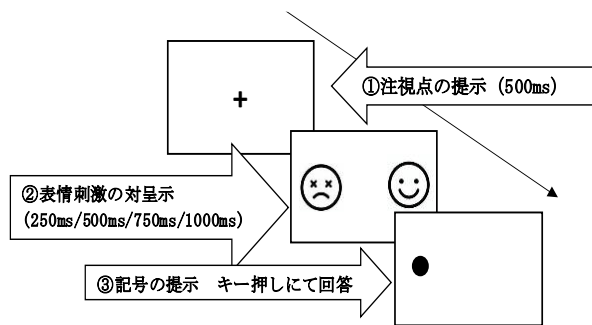 ①注視点の提示（500ms）
②表情刺激の対呈示
(250ms/500ms/750ms/1000ms)
③記号の提示　キー押しにて回答